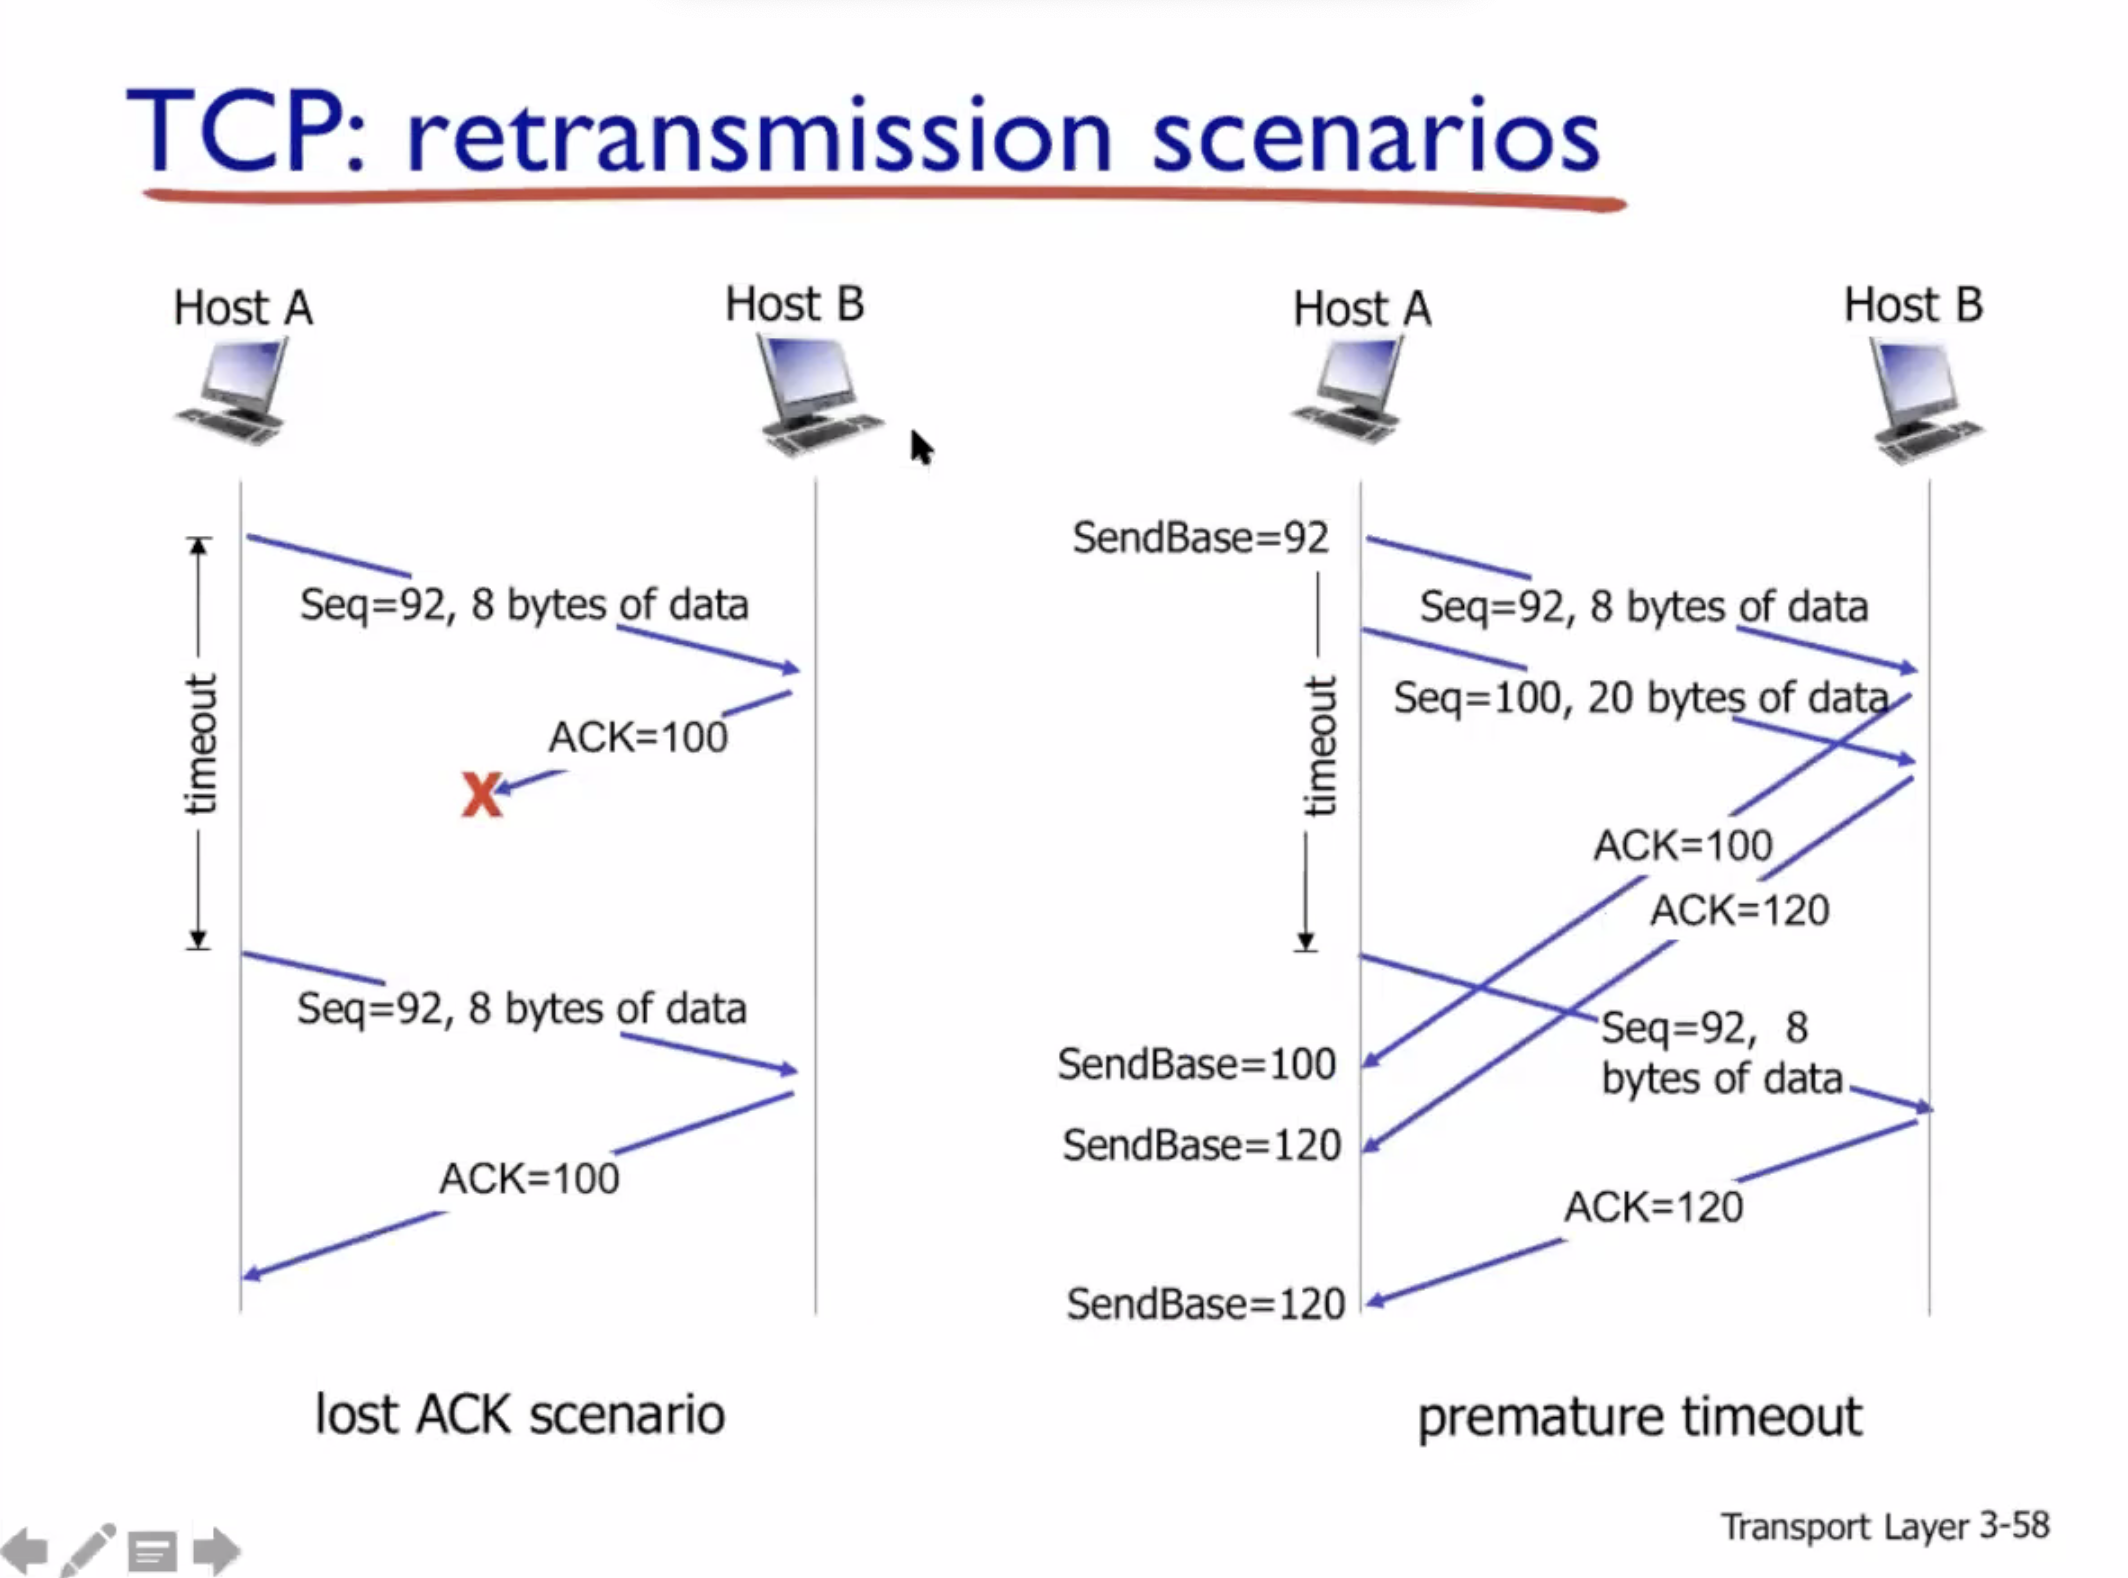 TCP: retransmission scenarios
Host A
Host B
timeout
Seq=92, 8 bytes of data
ACK=100
X
Seq=92, 8 bytes of data
ACK=100
lost ACK scenario
Host A
Host B
SendBase=92
timeout
Seq=92, 8 bytes of data
Seq=100, 20 bytes of data
ACK=100
ACK=120
Seq=92, 8
bytes of data
SendBase=100
SendBase=120
ACK=120
SendBase=120
premature timeout
Transport Layer 3-58